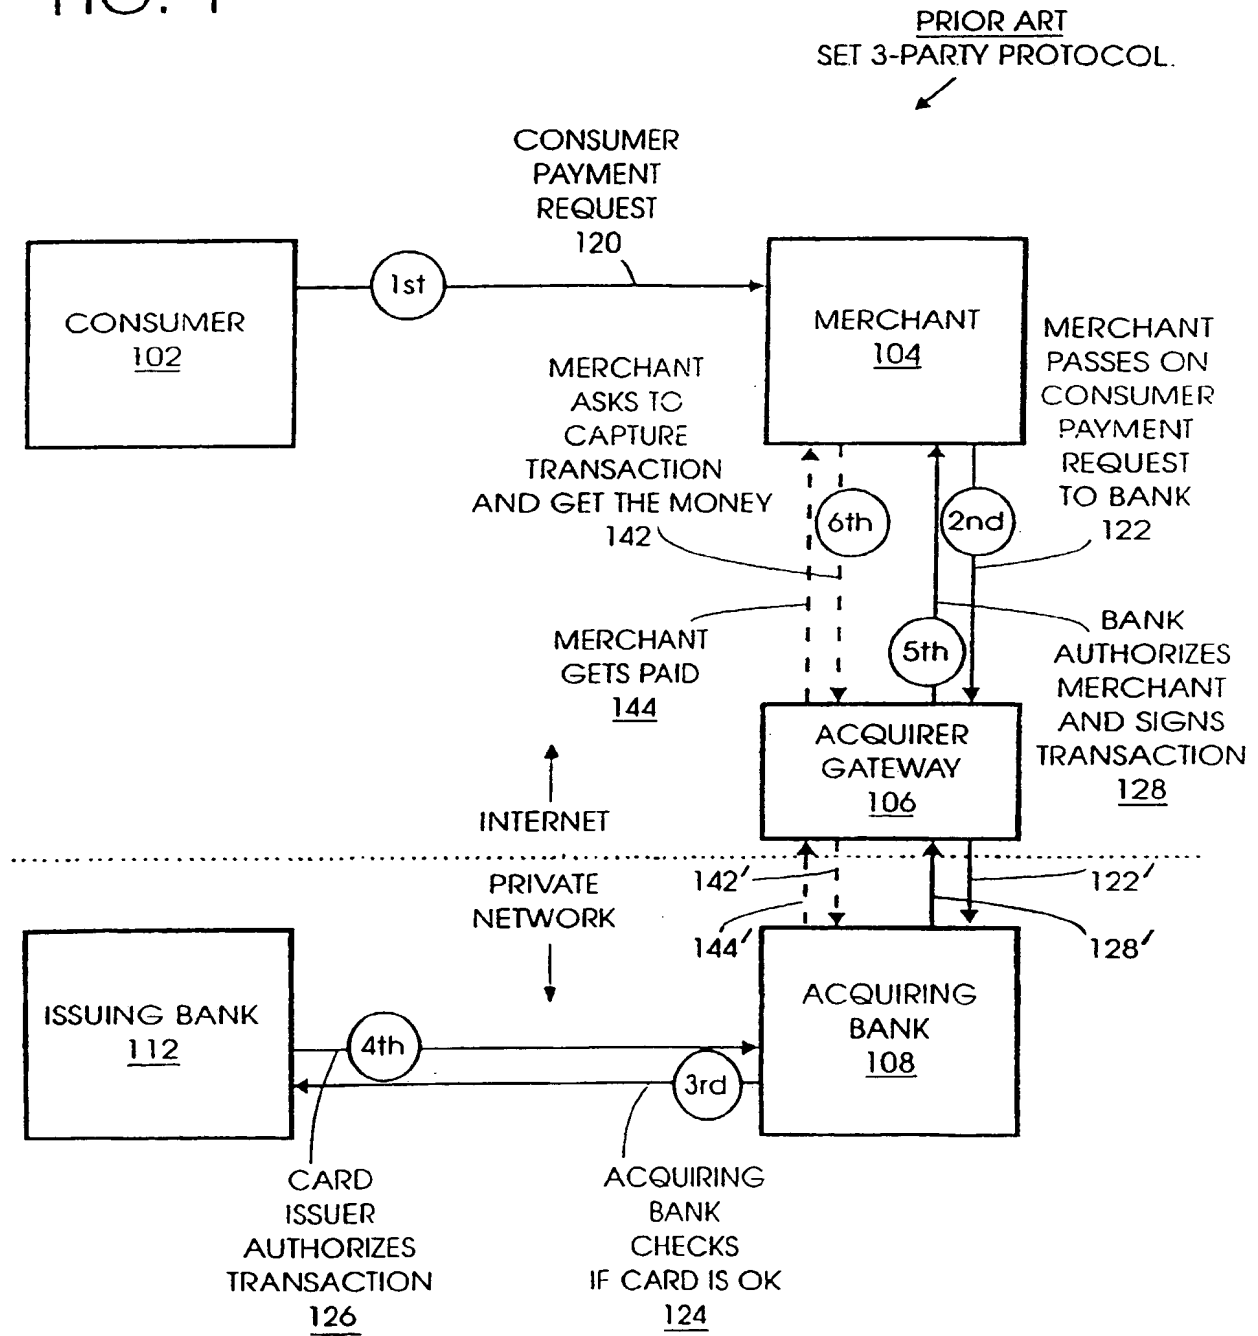 FIG. 1
PRIOR ART
SET 3-PARTY PROTOCOL.
CONSUMER
PAYMENT
REQUEST
120
1st
CONSUMER
102
MERCHANT
104
MERCHANT
ASKS TO
CAPTURE
TRANSACTION
AND GET THE MONEY
142
MERCHANT
PASSES ON
CONSUMER
PAYMENT
REQUEST
TO BANK
122
6th
2nd
5th
MERCHANT
GETS PAID
144
BANK
AUTHORIZES
MERCHANT
AND SIGNS
TRANSACTION
128
ACQUIRER
GATEWAY
106
INTERNET
PRIVATE
NETWORK
142′
144′
122′
128′
ISSUING BANK
112
4th
3rd
ACQUIRING
BANK
108
CARD
ISSUER
AUTHORIZES
TRANSACTION
126
ACQUIRING
BANK
CHECKS
IF CARD IS OK
124